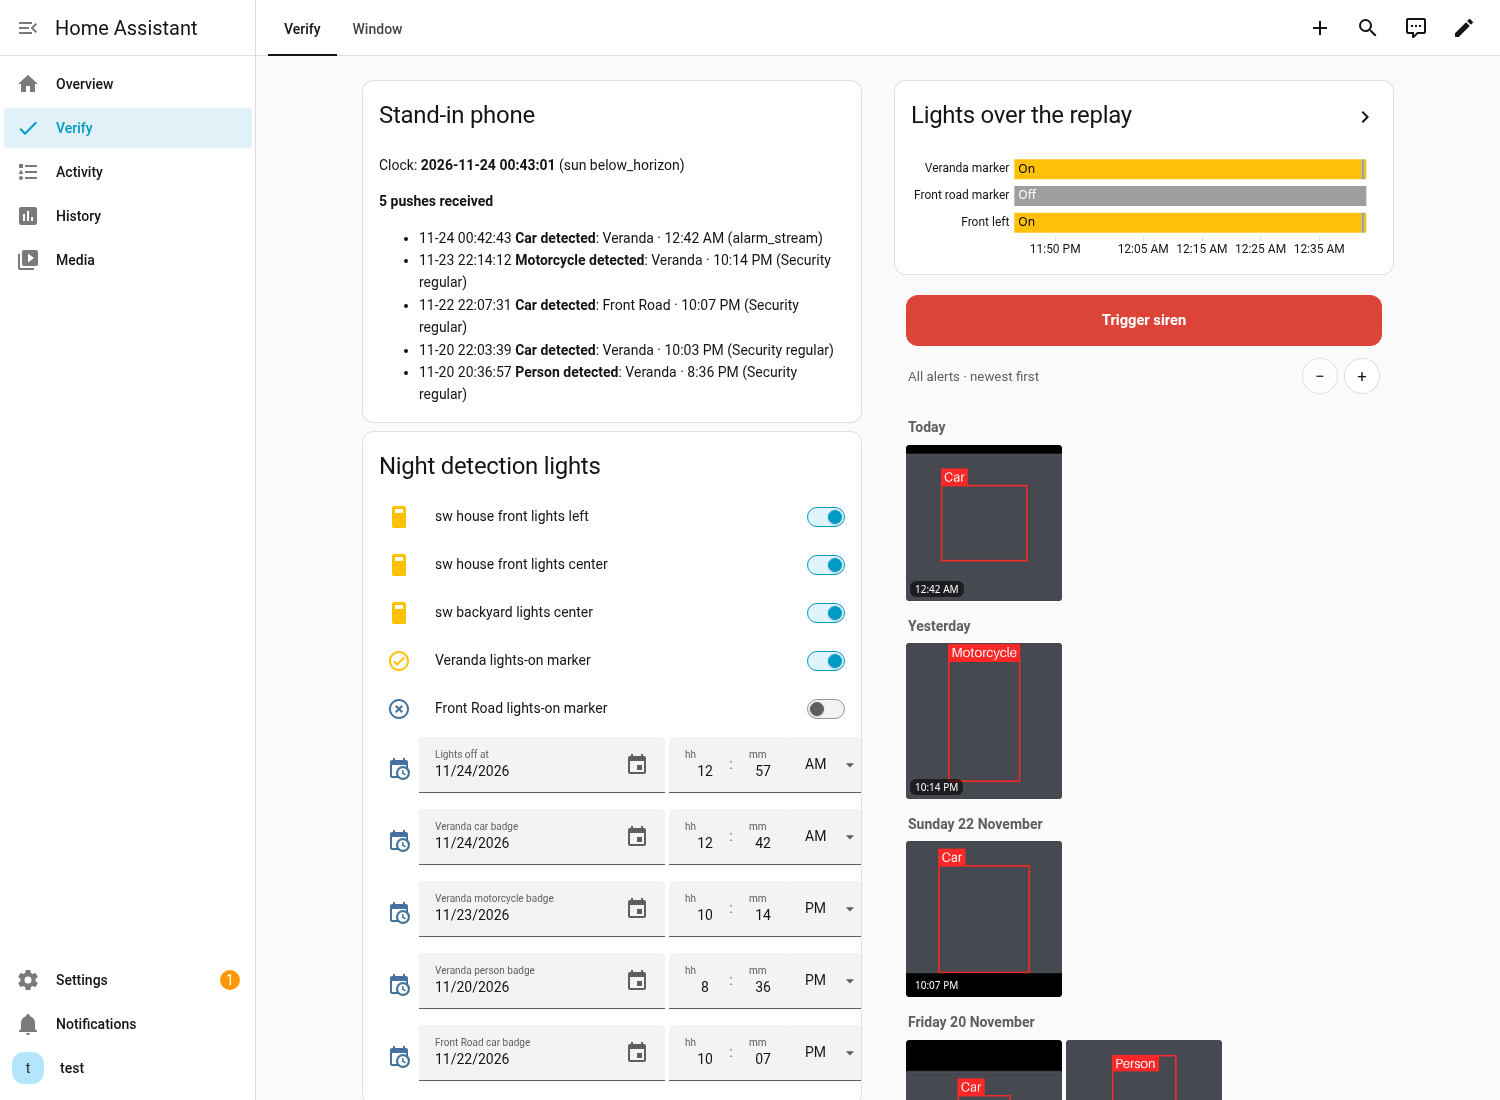 Home Assistant
Verify
Window
Overview
Verify
Activity
History
Media
Settings
1
Notifications
t
test
Stand-in phone
Clock: 2026-11-24 00:43:01 (sun below_horizon)
5 pushes received
• 11-24 00:42:43 Car detected: Veranda · 12:42 AM (alarm_stream)
• 11-23 22:14:12 Motorcycle detected: Veranda · 10:14 PM (Security
regular)
• 11-22 22:07:31 Car detected: Front Road · 10:07 PM (Security
regular)
• 11-20 22:03:39 Car detected: Veranda · 10:03 PM (Security regular)
• 11-20 20:36:57 Person detected: Veranda · 8:36 PM (Security
regular)
Night detection lights
sw house front lights left
sw house front lights center
sw backyard lights center
Veranda lights-on marker
Front Road lights-on marker
Lights off at
11/24/2026
hh mm
12 : 57 AM
Veranda car badge
11/24/2026
hh mm
12 : 42 AM
Veranda motorcycle badge
11/23/2026
hh mm
10 : 14 PM
Veranda person badge
11/20/2026
hh mm
8 : 36 PM
Front Road car badge
11/22/2026
hh mm
10 : 07 PM
Lights over the replay
Veranda marker On
Front road marker Off
Front left On
11:50 PM 12:05 AM 12:15 AM 12:25 AM 12:35 AM
Trigger siren
All alerts · newest first
− +
Today
Car
12:42 AM
Yesterday
Motorcycle
10:14 PM
Sunday 22 November
Car
10:07 PM
Friday 20 November
Car
Person